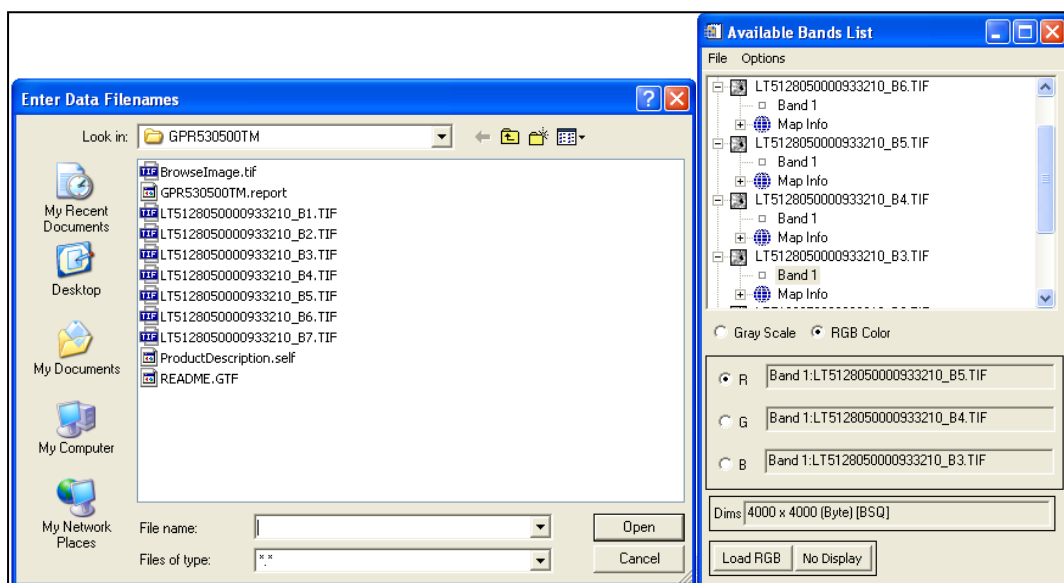 Enter Data Filenames
Look in: GPR530500TM
My Recent
Documents
Desktop
My Documents
My Computer
My Network
Places
BrowseImage.tif
GPR530500TM.report
LT5128050000933210_B1.TIF
LT5128050000933210_B2.TIF
LT5128050000933210_B3.TIF
LT5128050000933210_B4.TIF
LT5128050000933210_B5.TIF
LT5128050000933210_B6.TIF
LT5128050000933210_B7.TIF
ProductDescription.self
README.GTF
File name:
Open
Files of type: *.*
Cancel
Available Bands List
File Options
LT5128050000933210_B6.TIF
Band 1
Map Info
LT5128050000933210_B5.TIF
Band 1
Map Info
LT5128050000933210_B4.TIF
Band 1
Map Info
LT5128050000933210_B3.TIF
Band 1
Map Info
Gray Scale RGB Color
R Band 1:LT5128050000933210_B5.TIF
G Band 1:LT5128050000933210_B4.TIF
B Band 1:LT5128050000933210_B3.TIF
Dims 4000 x 4000 (Byte) [BSQ]
Load RGB No Display